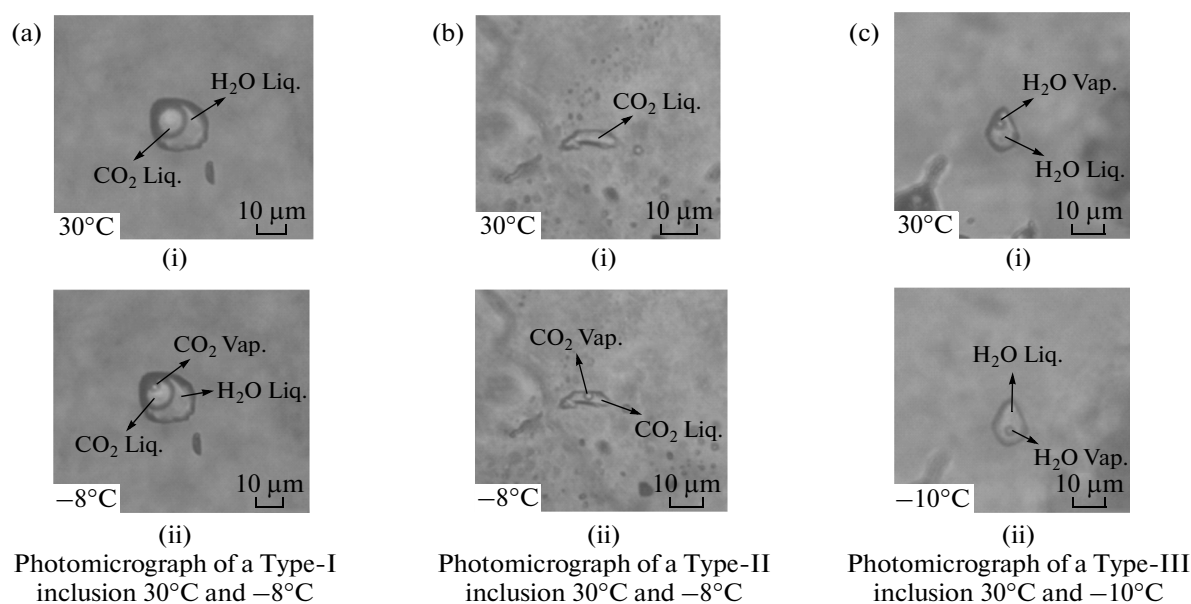 (a)
H₂O Liq.
CO₂ Liq.
30°C
10 μm
(i)
CO₂ Vap.
H₂O Liq.
CO₂ Liq.
−8°C
10 μm
(ii)
Photomicrograph of a Type-I
inclusion 30°C and −8°C
(b)
CO₂ Liq.
30°C
10 μm
(i)
CO₂ Vap.
CO₂ Liq.
−8°C
10 μm
(ii)
Photomicrograph of a Type-II
inclusion 30°C and −8°C
(c)
H₂O Vap.
H₂O Liq.
30°C
10 μm
(i)
H₂O Liq.
H₂O Vap.
−10°C
10 μm
(ii)
Photomicrograph of a Type-III
inclusion 30°C and −10°C